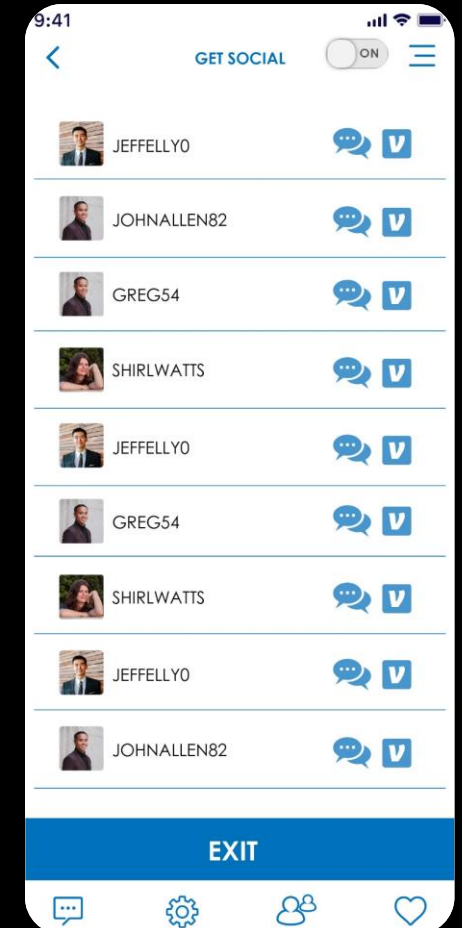 9:41
GET SOCIAL
ON
JEFFELLY0
JOHNALLEN82
GREG54
SHIRLWATTS
JEFFELLY0
GREG54
SHIRLWATTS
JEFFELLY0
JOHNALLEN82
EXIT